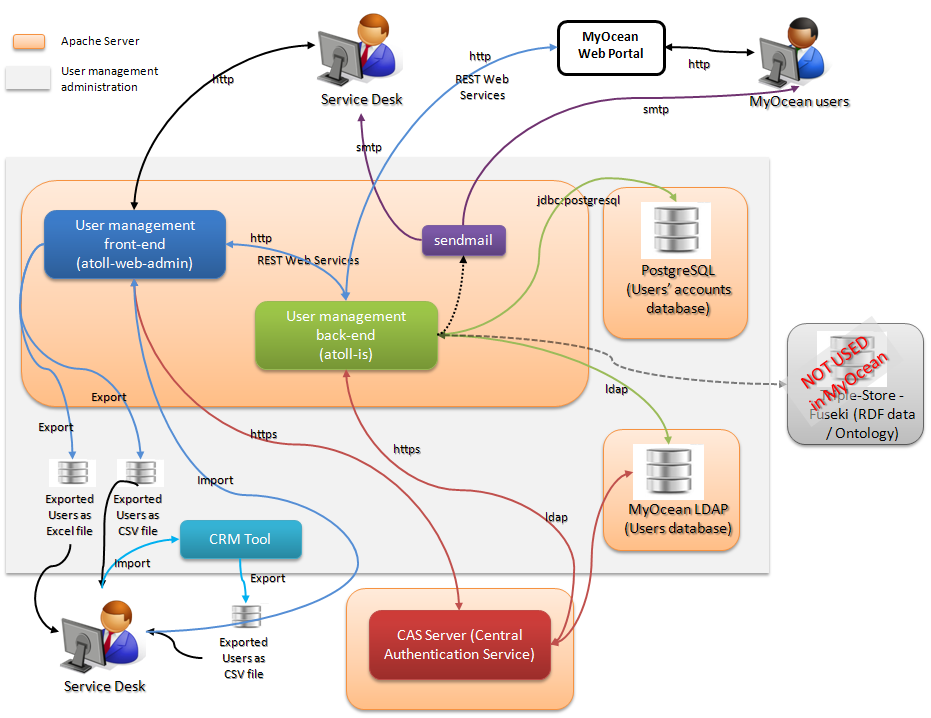 Apache Server
User management
administration
http
Service Desk
smtp
http
REST Web
Services
MyOcean
Web Portal
http
MyOcean users
smtp
User management
front-end
(atoll-web-admin)
http
REST Web Services
sendmail
jdbc:postgresql
PostgreSQL
(Users' accounts
database)
User management
back-end
(atoll-is)
NOT USED
in MyOcean
Triple-Store -
Fuseki (RDF data
/ Ontology)
ldap
Export
Export
https
https
Import
Exported
Users as
Excel file
Exported
Users as
CSV file
MyOcean LDAP
(Users database)
ldap
CRM Tool
Import
Export
Exported
Users as
CSV file
Service Desk
CAS Server (Central
Authentication Service)